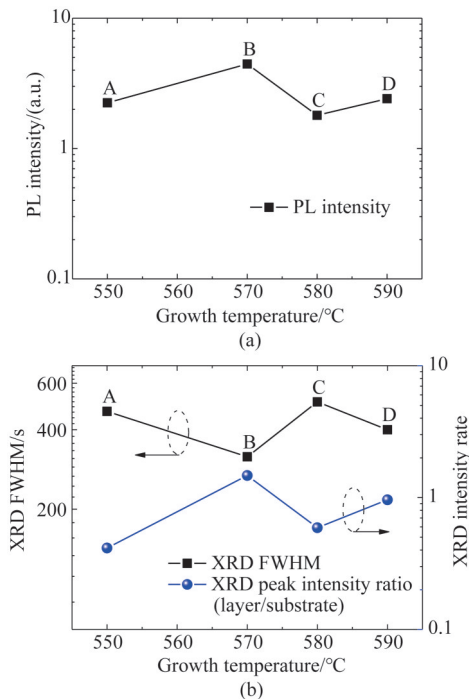 10
1
0.1
PL intensity/(a.u.)
A
B
C
D
PL intensity
550
560
570
580
590
Growth temperature/°C
(a)
600
400
200
XRD FWHM/s
10
1
0.1
XRD intensity rate
A
B
C
D
XRD FWHM
XRD peak intensity ratio
(layer/substrate)
550
560
570
580
590
Growth temperature/°C
(b)